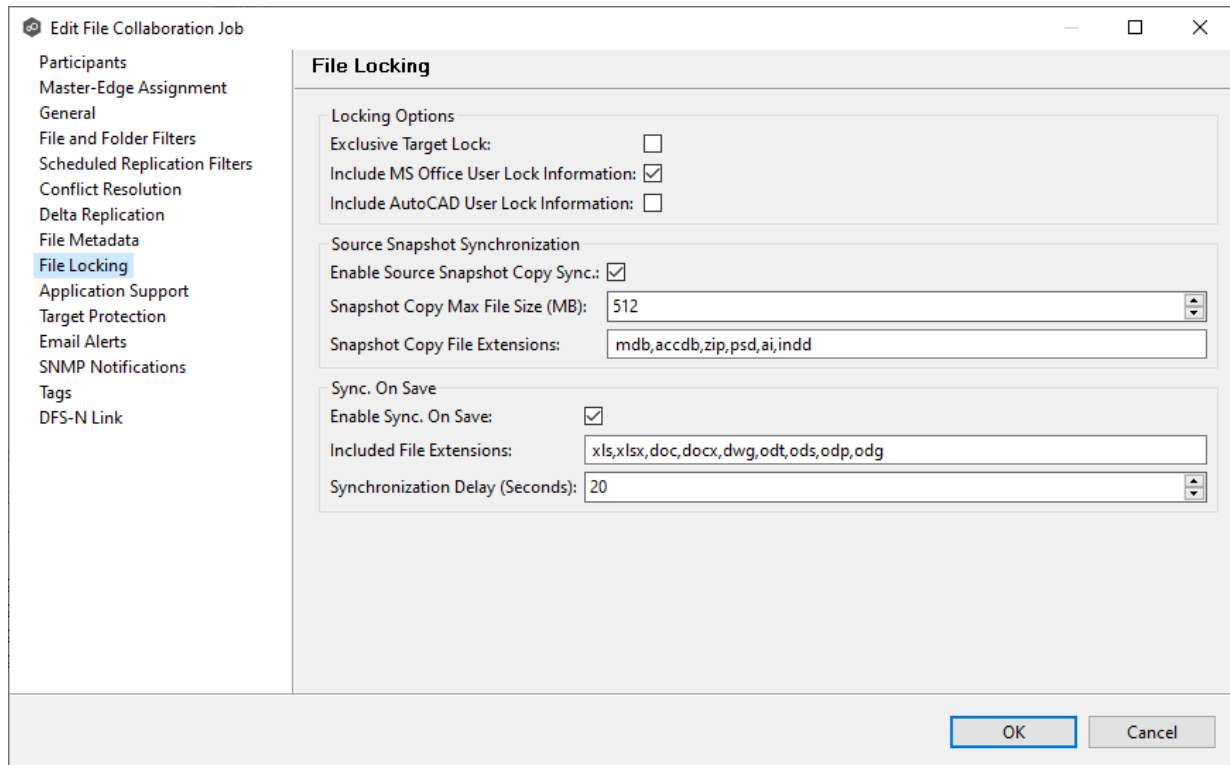 Edit File Collaboration Job
Participants
Master-Edge Assignment
General
File and Folder Filters
Scheduled Replication Filters
Conflict Resolution
Delta Replication
File Metadata
File Locking
Application Support
Target Protection
Email Alerts
SNMP Notifications
Tags
DFS-N Link
File Locking
Locking Options
Exclusive Target Lock:
Include MS Office User Lock Information:
Include AutoCAD User Lock Information:
Source Snapshot Synchronization
Enable Source Snapshot Copy Sync.:
Snapshot Copy Max File Size (MB): 512
Snapshot Copy File Extensions: mdb,accdb,zip,psd,ai,indd
Sync. On Save
Enable Sync. On Save:
Included File Extensions: xls,xlsx,doc,docx,dwg,odt,ods,odp,odg
Synchronization Delay (Seconds): 20
OK Cancel